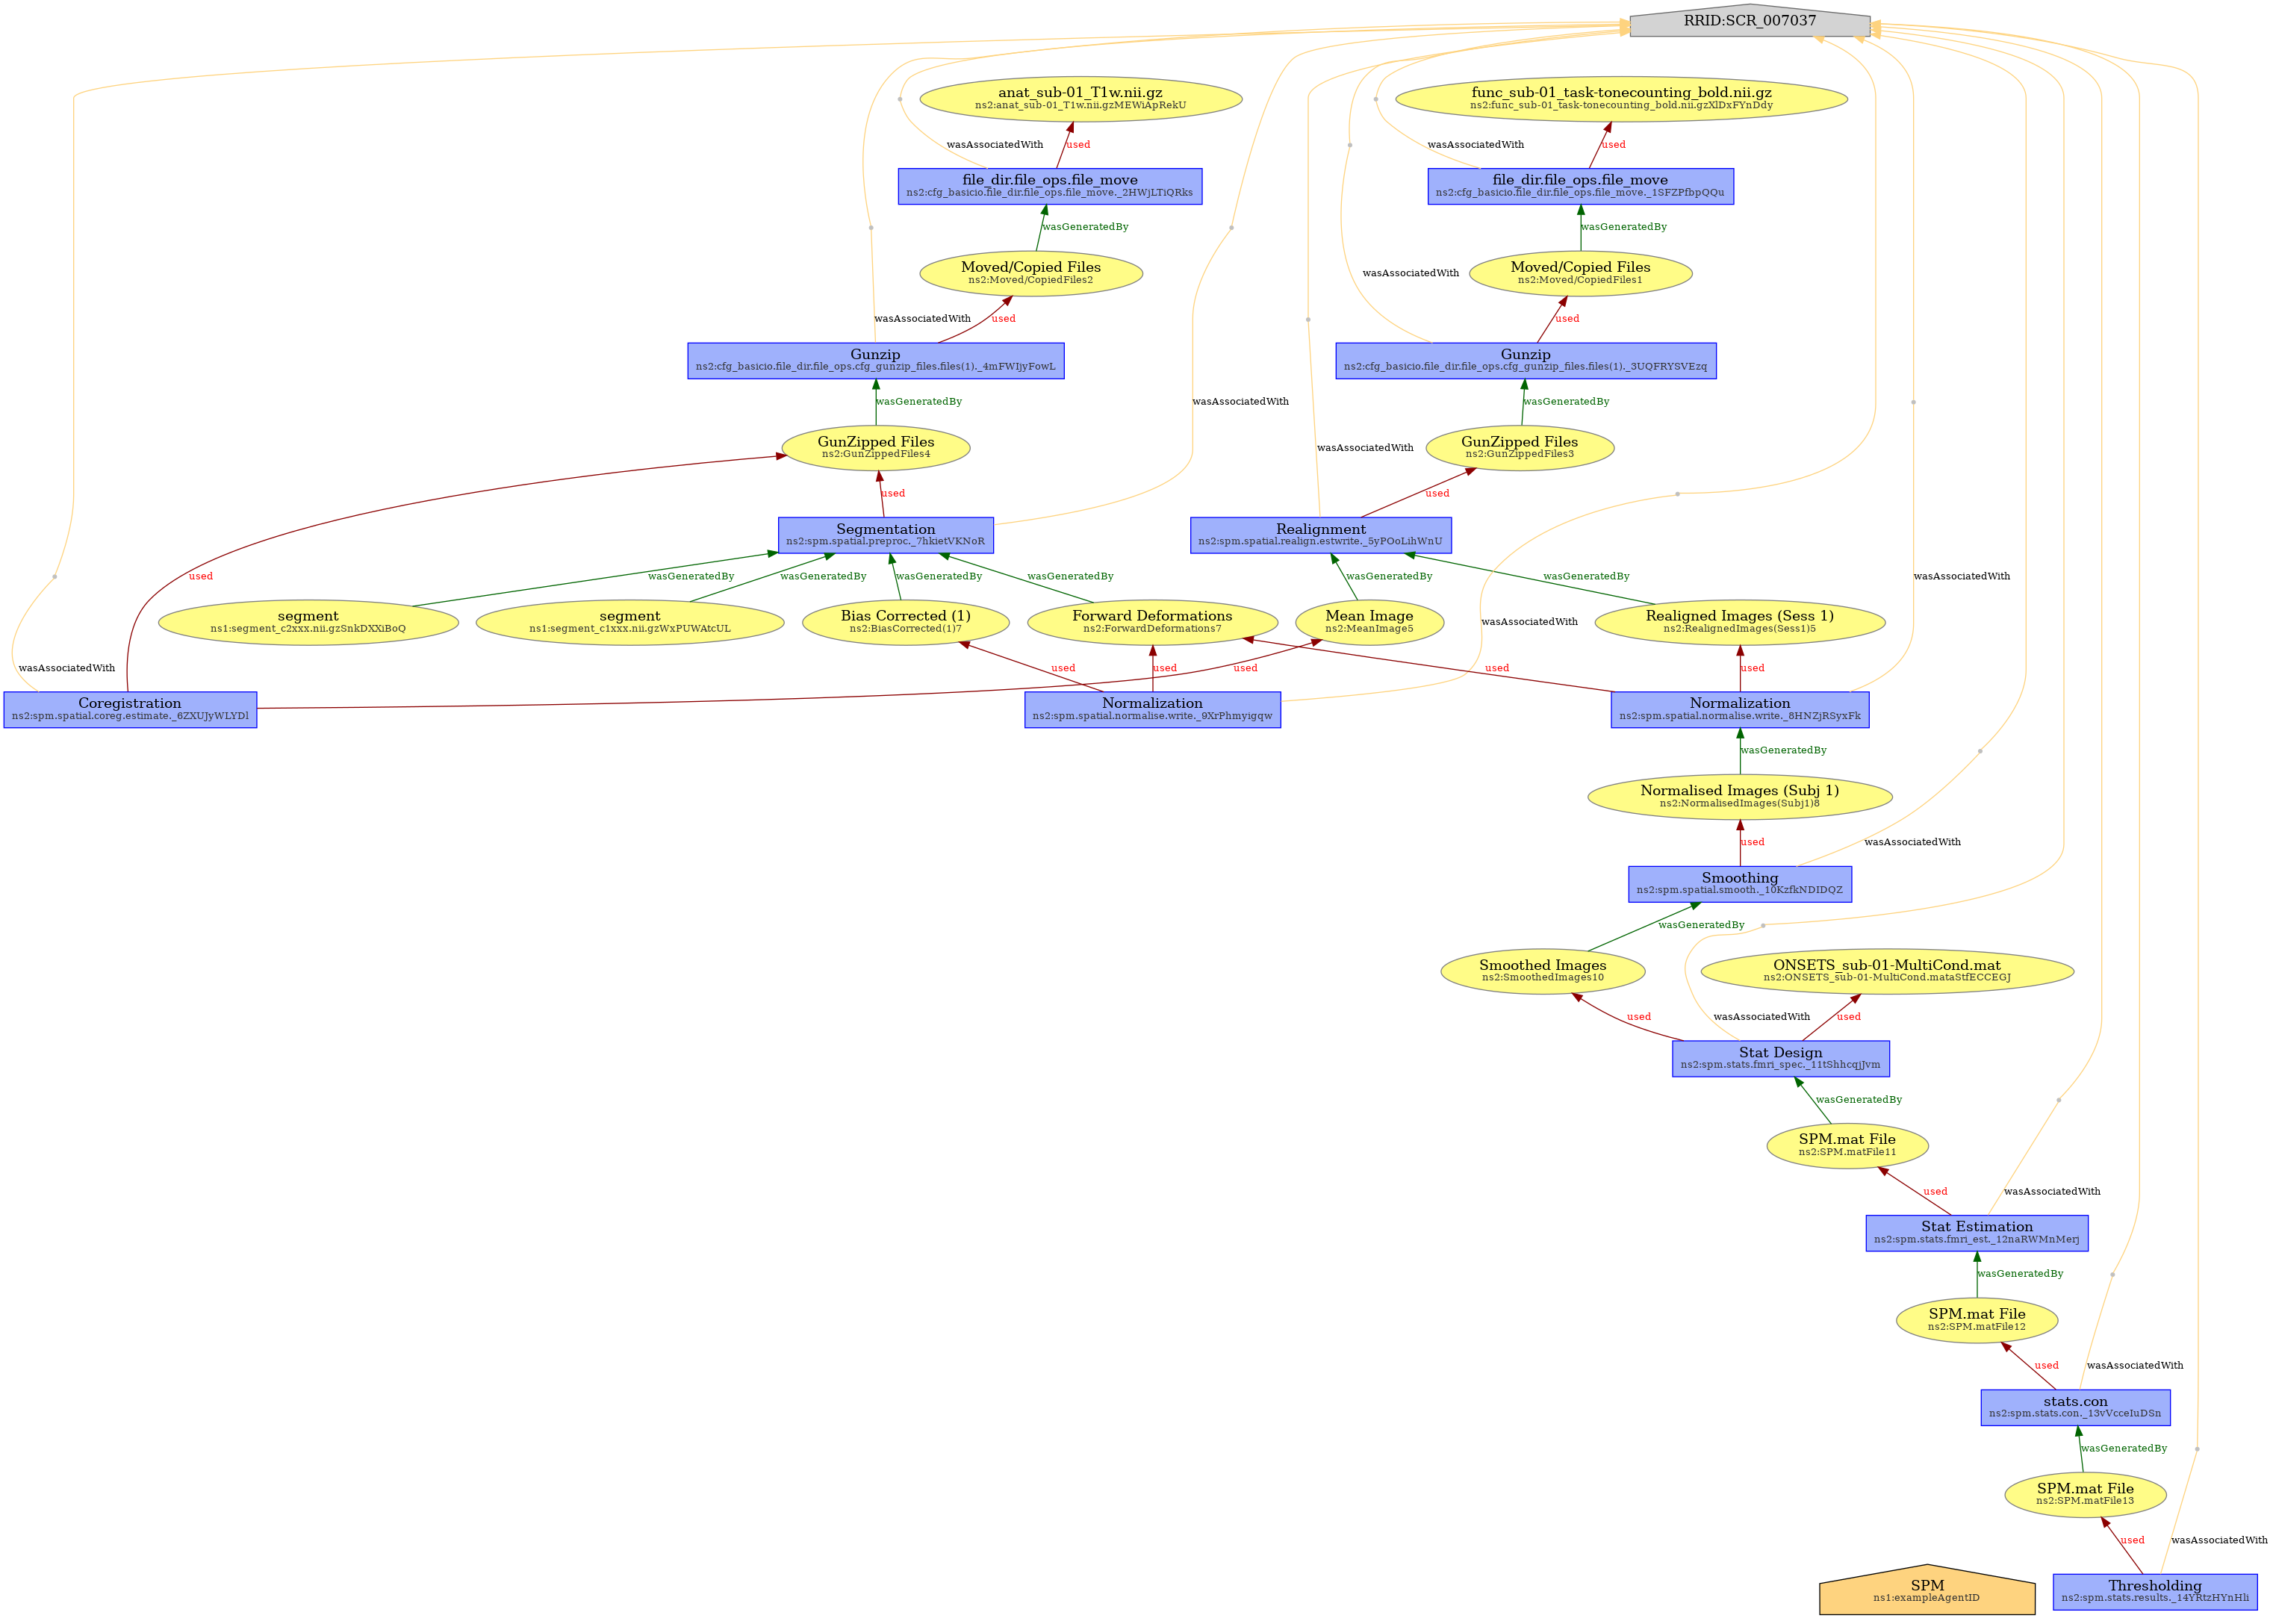 RRID:SCR_007037
anat_sub-01_T1w.nii.gz
ns2:anat_sub-01_T1w.nii.gzMEWiApRekU
func_sub-01_task-tonecounting_bold.nii.gz
ns2:func_sub-01_task-tonecounting_bold.nii.gzXlDxFYnDdy
wasAssociatedWith
used
wasAssociatedWith
used
file_dir.file_ops.file_move
ns2:cfg_basicio.file_dir.file_ops.file_move._2HWjLTiQRks
file_dir.file_ops.file_move
ns2:cfg_basicio.file_dir.file_ops.file_move._1SFZPfbpQQu
wasGeneratedBy
wasGeneratedBy
Moved/Copied Files
ns2:Moved/CopiedFiles2
wasAssociatedWith
Moved/Copied Files
ns2:Moved/CopiedFiles1
wasAssociatedWith
used
used
Gunzip
ns2:cfg_basicio.file_dir.file_ops.cfg_gunzip_files.files(1)._4mFWIjyFowL
Gunzip
ns2:cfg_basicio.file_dir.file_ops.cfg_gunzip_files.files(1)._3UQFRYSVEzq
wasGeneratedBy
wasAssociatedWith
wasGeneratedBy
GunZipped Files
ns2:GunZippedFiles4
wasAssociatedWith
GunZipped Files
ns2:GunZippedFiles3
used
used
Segmentation
ns2:spm.spatial.preproc._7hkietVKNoR
Realignment
ns2:spm.spatial.realign.estwrite._5yPOoLihWnU
used
wasGeneratedBy
wasGeneratedBy
wasGeneratedBy
wasGeneratedBy
wasGeneratedBy
wasGeneratedBy
wasAssociatedWith
segment
ns1:segment_c2xxx.nii.gzSnkDXXiBoQ
segment
ns1:segment_c1xxx.nii.gzWxPUWAtcUL
Bias Corrected (1)
ns2:BiasCorrected(1)7
Forward Deformations
ns2:ForwardDeformations7
Mean Image
ns2:MeanImage5
wasAssociatedWith
Realigned Images (Sess 1)
ns2:RealignedImages(Sess1)5
wasAssociatedWith
used
used
used
used
used
Coregistration
ns2:spm.spatial.coreg.estimate._6ZXUJyWLYDl
Normalization
ns2:spm.spatial.normalise.write._9XrPhmyigqw
Normalization
ns2:spm.spatial.normalise.write._8HNZjRSyxFk
wasGeneratedBy
Normalised Images (Subj 1)
ns2:NormalisedImages(Subj1)8
used
wasAssociatedWith
Smoothing
ns2:spm.spatial.smooth._10KzfkNDIDQZ
wasGeneratedBy
Smoothed Images
ns2:SmoothedImages10
ONSETS_sub-01-MultiCond.mat
ns2:ONSETS_sub-01-MultiCond.mataStfECCEGJ
used
wasAssociatedWith
used
Stat Design
ns2:spm.stats.fmri_spec._11tShhcqjJvm
wasGeneratedBy
SPM.mat File
ns2:SPM.matFile11
used
wasAssociatedWith
Stat Estimation
ns2:spm.stats.fmri_est._12naRWMnMerj
wasGeneratedBy
SPM.mat File
ns2:SPM.matFile12
used
wasAssociatedWith
stats.con
ns2:spm.stats.con._13vVcceIuDSn
wasGeneratedBy
SPM.mat File
ns2:SPM.matFile13
used
wasAssociatedWith
SPM
ns1:exampleAgentID
Thresholding
ns2:spm.stats.results._14YRtzHYnHli